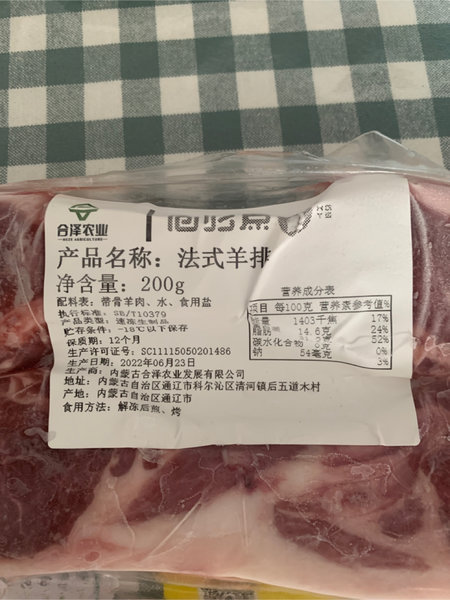 合泽农业
HEZE AGRICULTURE
产品名称：法式羊排
净含量：200g
配料表：带骨羊肉、水、食用盐
执行标准：SB/T10379
产品类型：速冻生制品
贮存条件：-18℃以下保存
保质期：12个月
生产许可证号：SC11115050201486
生产日期：2022年06月23日
生产商：内蒙古合泽农业发展有限公司
地址：内蒙古自治区通辽市科尔沁区清河镇后五道木村
产地：内蒙古自治区通辽市
食用方法：解冻后煎、烤
营养成分表
项目 每100克 营养素参考值%
能量 1403千焦 17%
脂肪 14.6克 24%
碳水化合物 52%
钠 54毫克 0%
3%